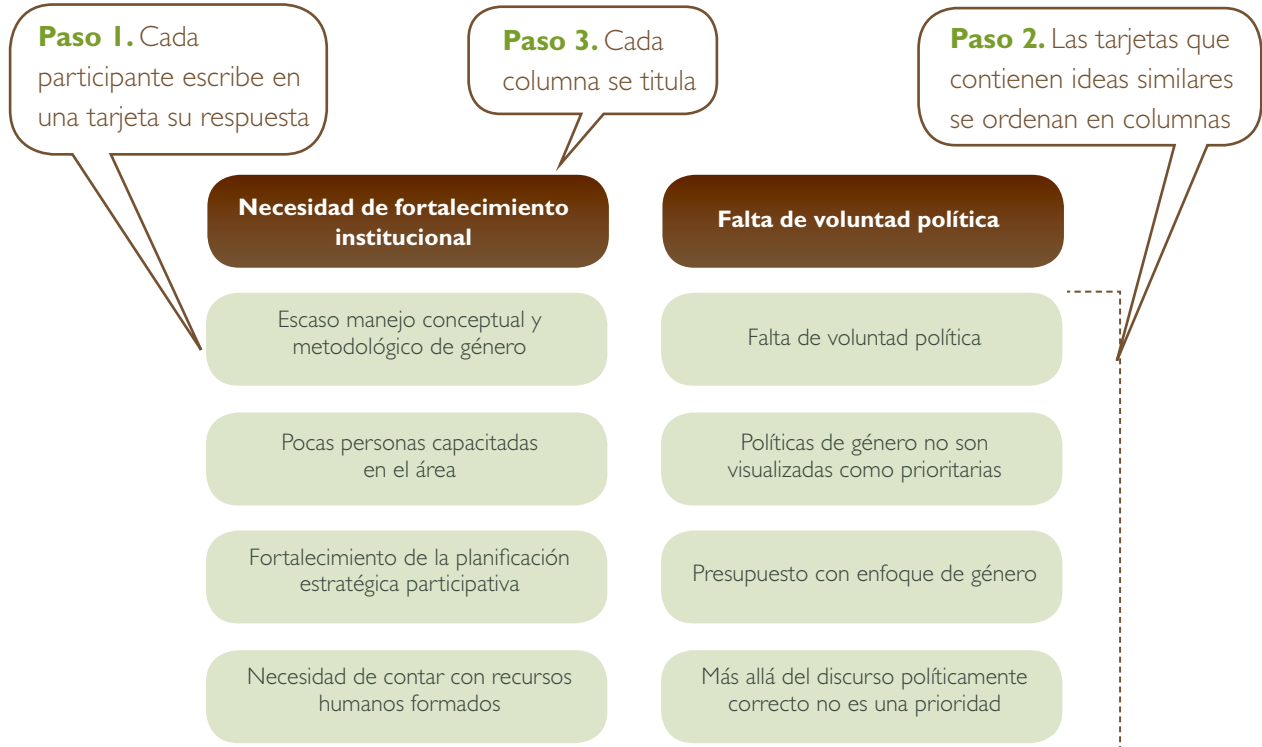 Paso 1. Cada
participante escribe en
una tarjeta su respuesta
Paso 3. Cada
columna se titula
Paso 2. Las tarjetas que
contienen ideas similares
se ordenan en columnas
Necesidad de fortalecimiento
institucional
Falta de voluntad política
Escaso manejo conceptual y
metodológico de género
Falta de voluntad política
Pocas personas capacitadas
en el área
Políticas de género no son
visualizadas como prioritarias
Fortalecimiento de la planificación
estratégica participativa
Presupuesto con enfoque de género
Necesidad de contar con recursos
humanos formados
Más allá del discurso políticamente
correcto no es una prioridad